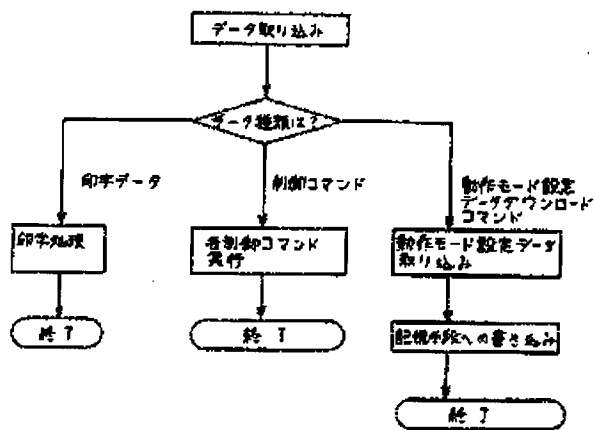 データ取り込み
データ種類は?
印字データ
制御コマンド
動作モード設定
データダウンロード
コマンド
印字処理
各制御コマンド
実行
動作モード設定データ
取り込み
終了
終了
記憶手段への書き込み
終了